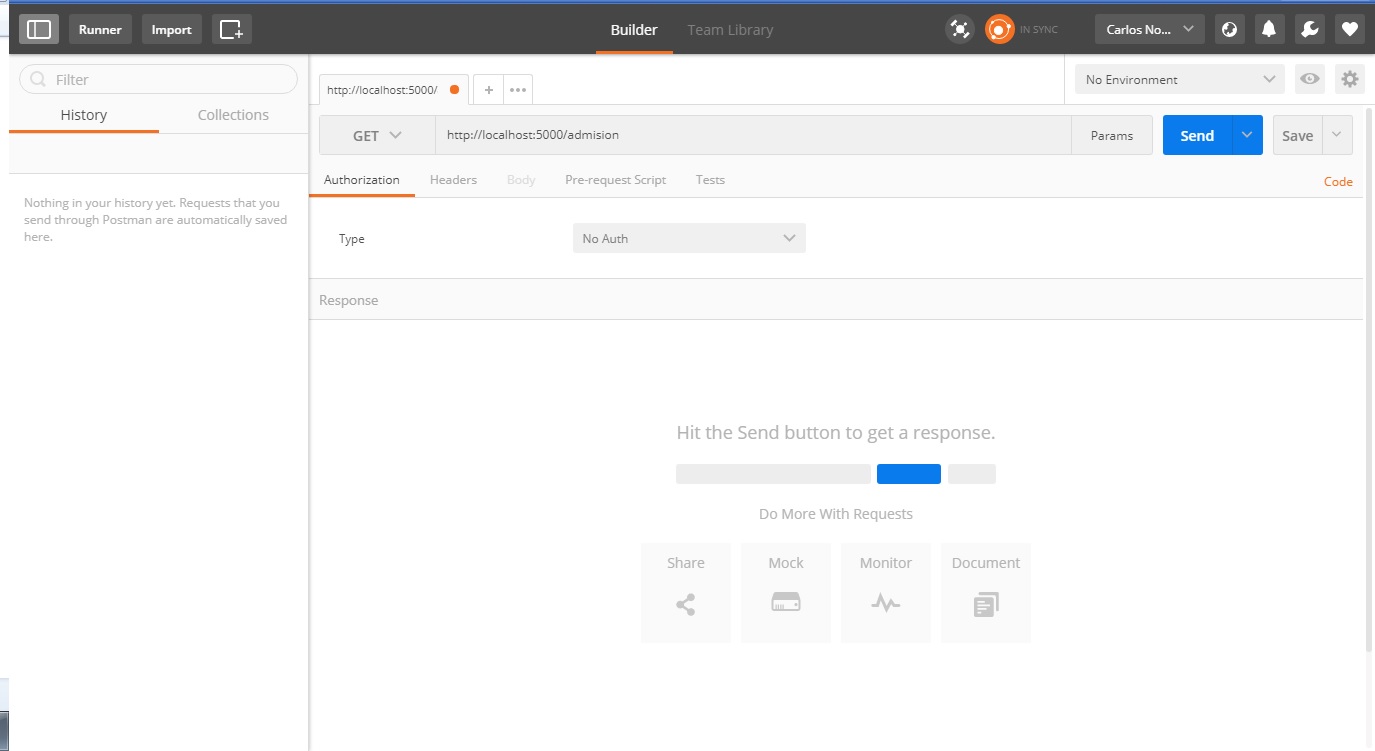 Runner
Import
Builder
Team Library
IN SYNC
Carlos No...
Filter
History
Collections
Nothing in your history yet. Requests that you
send through Postman are automatically saved
here.
http://localhost:5000/
+
•••
No Environment
GET
http://localhost:5000/admision
Params
Send
Save
Authorization
Headers
Body
Pre-request Script
Tests
Code
Type
No Auth
Response
Hit the Send button to get a response.
Do More With Requests
Share
Mock
Monitor
Document